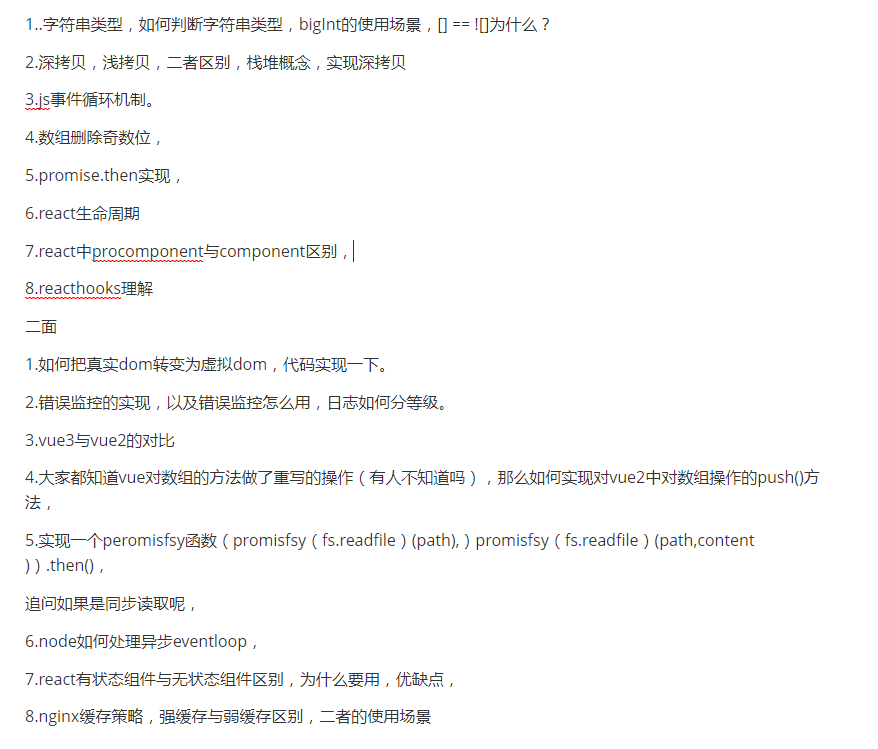 1..字符串类型，如何判断字符串类型，bigInt的使用场景，[] == ![]为什么？
2.深拷贝，浅拷贝，二者区别，栈堆概念，实现深拷贝
3.js事件循环机制。
4.数组删除奇数位，
5.promise.then实现，
6.react生命周期
7.react中procomponent与component区别，
8.reacthooks理解
二面
1.如何把真实dom转变为虚拟dom，代码实现一下。
2.错误监控的实现，以及错误监控怎么用，日志如何分等级。
3.vue3与vue2的对比
4.大家都知道vue对数组的方法做了重写的操作（有人不知道吗），那么如何实现对vue2中对数组操作的push()方
法，
5.实现一个peromisfsy函数（promisfsy（fs.readfile）(path),）promisfsy（fs.readfile）(path,content
)）.then()，
追问如果是同步读取呢，
6.node如何处理异步eventloop，
7.react有状态组件与无状态组件区别，为什么要用，优缺点，
8.nginx缓存策略，强缓存与弱缓存区别，二者的使用场景